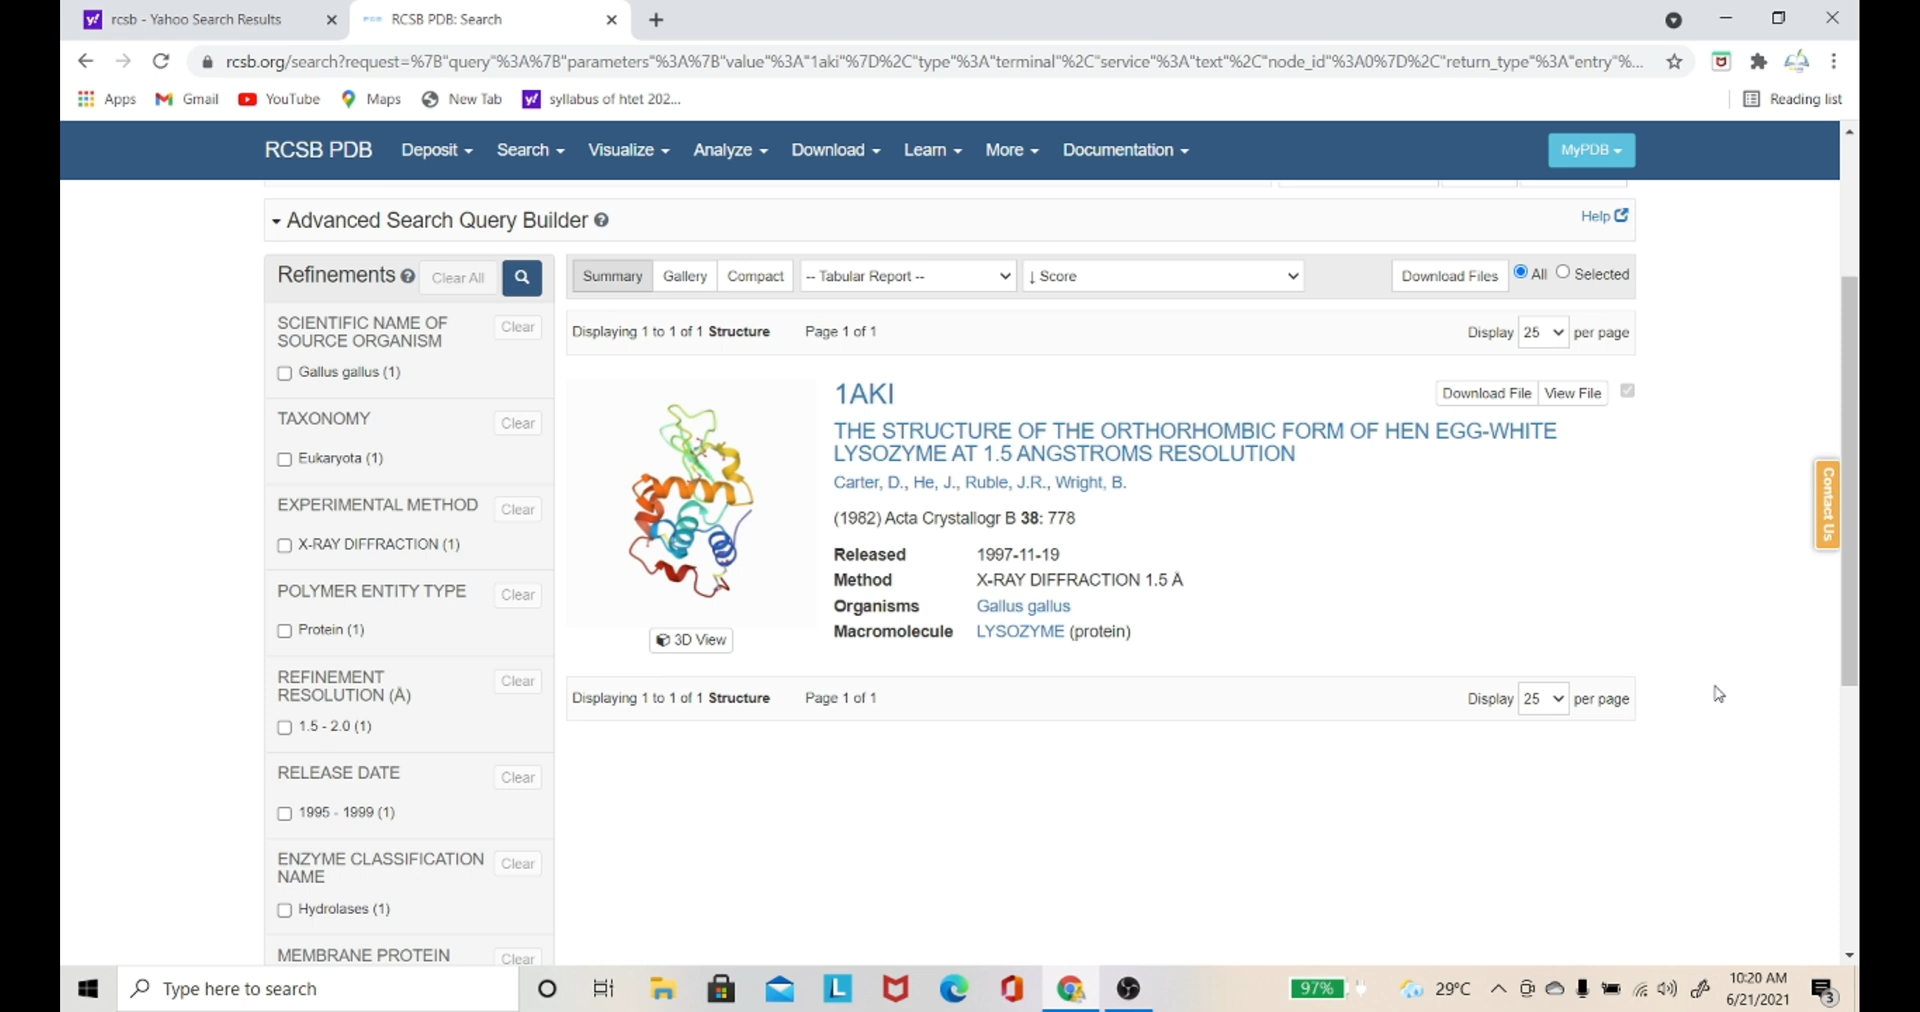 rcsb - Yahoo Search Results
RCSB PDB: Search
rcsb.org/search?request=%7B"query"%3A%7B"parameters"%3A%7B"value"%3A"1aki"%7D%2C"type"%3A"terminal"%2C"service"%3A"text"%2C"node_id"%3A0%7D%2C"return_type"%3A"entry"%...
Apps Gmail YouTube Maps New Tab syllabus of htet 202... Reading list
RCSB PDB Deposit Search Visualize Analyze Download Learn More Documentation MyPDB
Advanced Search Query Builder Help
Refinements Clear All
Summary Gallery Compact -- Tabular Report -- ↓ Score Download Files All Selected
Displaying 1 to 1 of 1 Structure Page 1 of 1 Display 25 per page
SCIENTIFIC NAME OF Clear
SOURCE ORGANISM
Gallus gallus (1)
TAXONOMY Clear
Eukaryota (1)
EXPERIMENTAL METHOD Clear
X-RAY DIFFRACTION (1)
POLYMER ENTITY TYPE Clear
Protein (1)
REFINEMENT Clear
RESOLUTION (Å)
1.5 - 2.0 (1)
RELEASE DATE Clear
1995 - 1999 (1)
ENZYME CLASSIFICATION Clear
NAME
Hydrolases (1)
MEMBRANE PROTEIN Clear
1AKI Download File View File
THE STRUCTURE OF THE ORTHORHOMBIC FORM OF HEN EGG-WHITE
LYSOZYME AT 1.5 ANGSTROMS RESOLUTION
Carter, D., He, J., Ruble, J.R., Wright, B.
(1982) Acta Crystallogr B 38: 778
Released 1997-11-19
Method X-RAY DIFFRACTION 1.5 Å
Organisms Gallus gallus
Macromolecule LYSOZYME (protein)
3D View
Displaying 1 to 1 of 1 Structure Page 1 of 1 Display 25 per page
Contact Us
Type here to search
97% 29°C 10:20 AM
6/21/2021
3